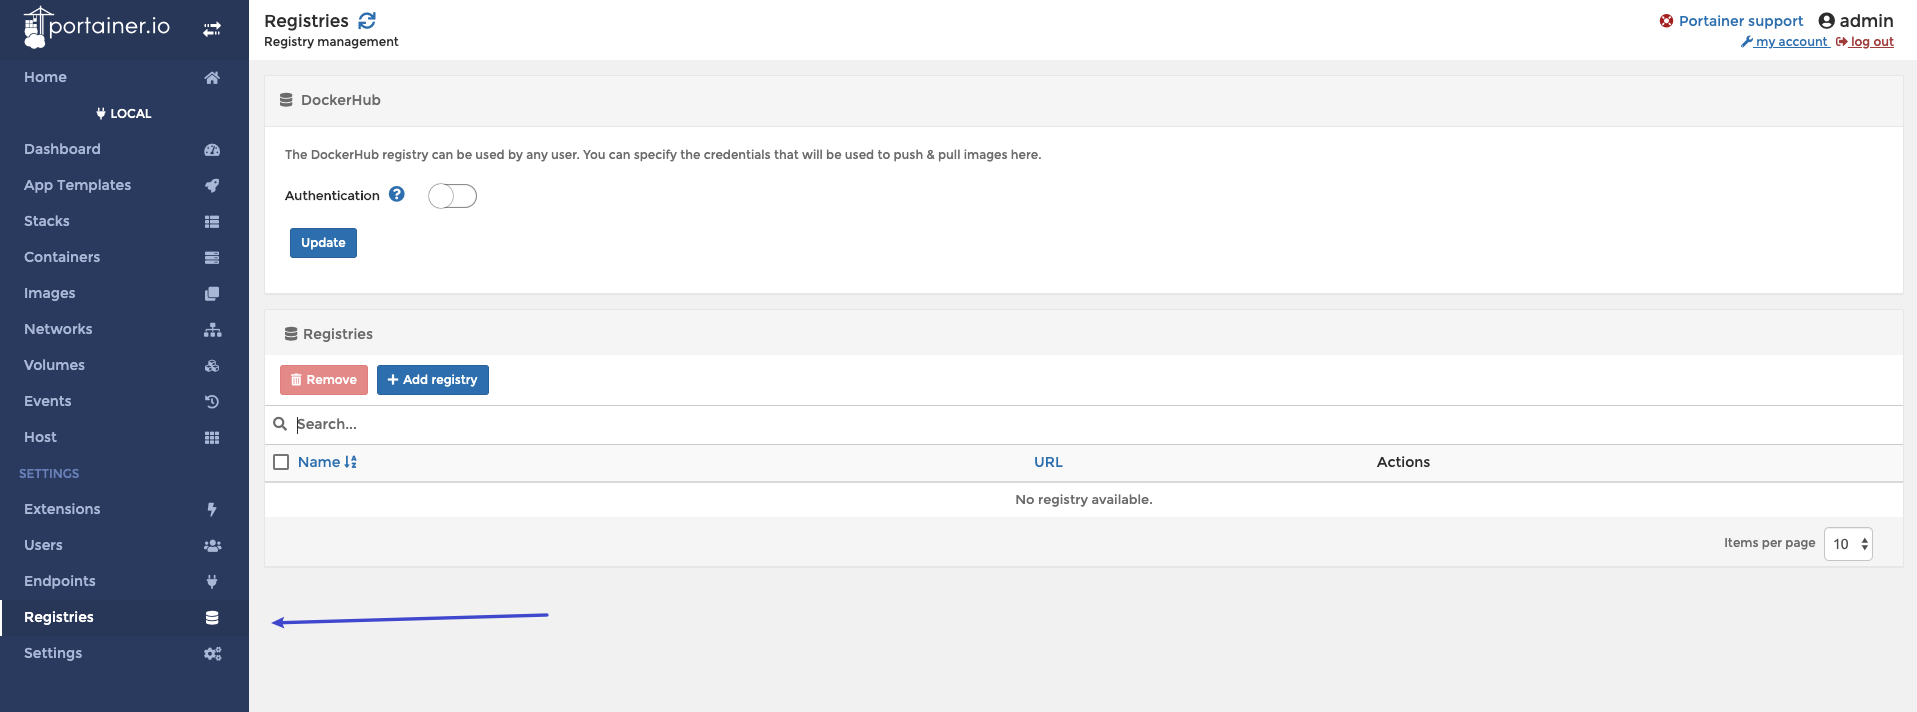 portainer.io
Home
LOCAL
Dashboard
App Templates
Stacks
Containers
Images
Networks
Volumes
Events
Host
SETTINGS
Extensions
Users
Endpoints
Registries
Settings
Registries
Registry management
Portainer support
admin
my account
log out
DockerHub
The DockerHub registry can be used by any user. You can specify the credentials that will be used to push & pull images here.
Authentication ?
Update
Registries
Remove
+ Add registry
Search...
Name
URL
Actions
No registry available.
Items per page 10